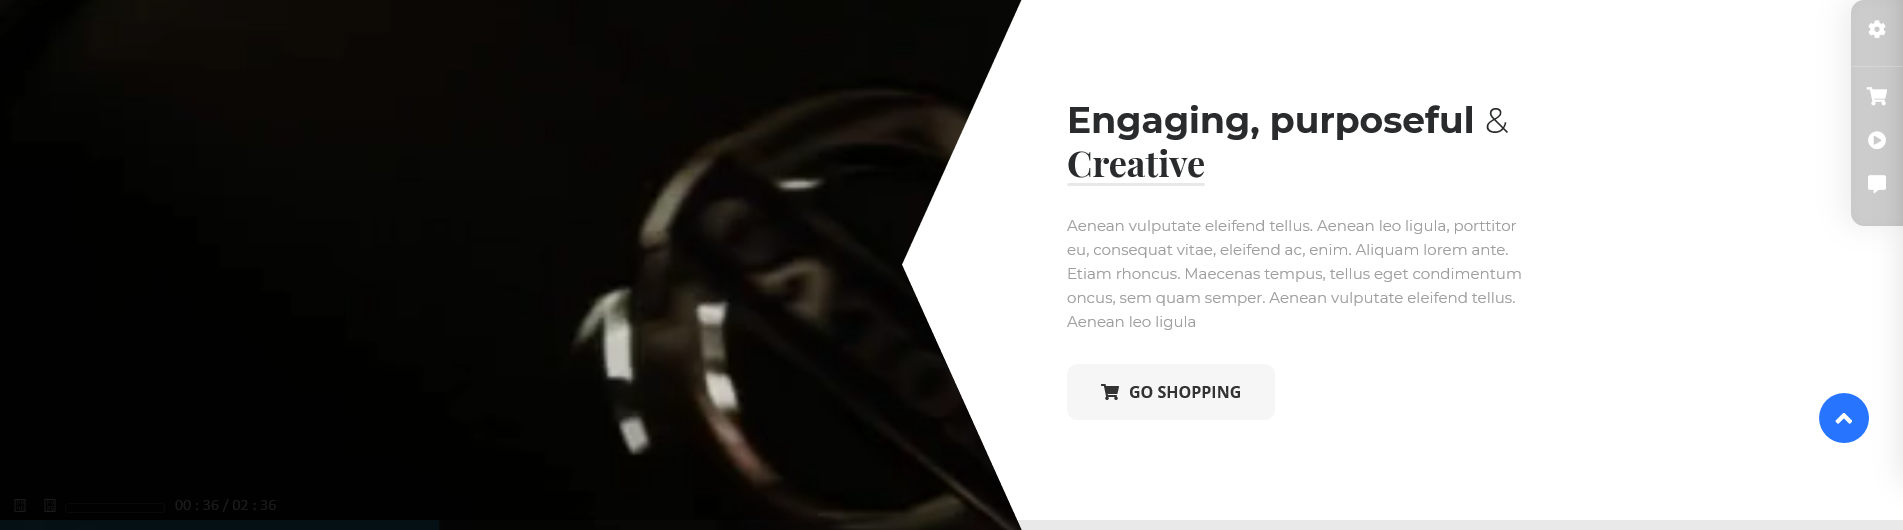 Engaging, purposeful &
Creative
Aenean vulputate eleifend tellus. Aenean leo ligula, porttitor
eu, consequat vitae, eleifend ac, enim. Aliquam lorem ante.
Etiam rhoncus. Maecenas tempus, tellus eget condimentum
oncus, sem quam semper. Aenean vulputate eleifend tellus.
Aenean leo ligula
GO SHOPPING
00 : 36 / 02 : 36